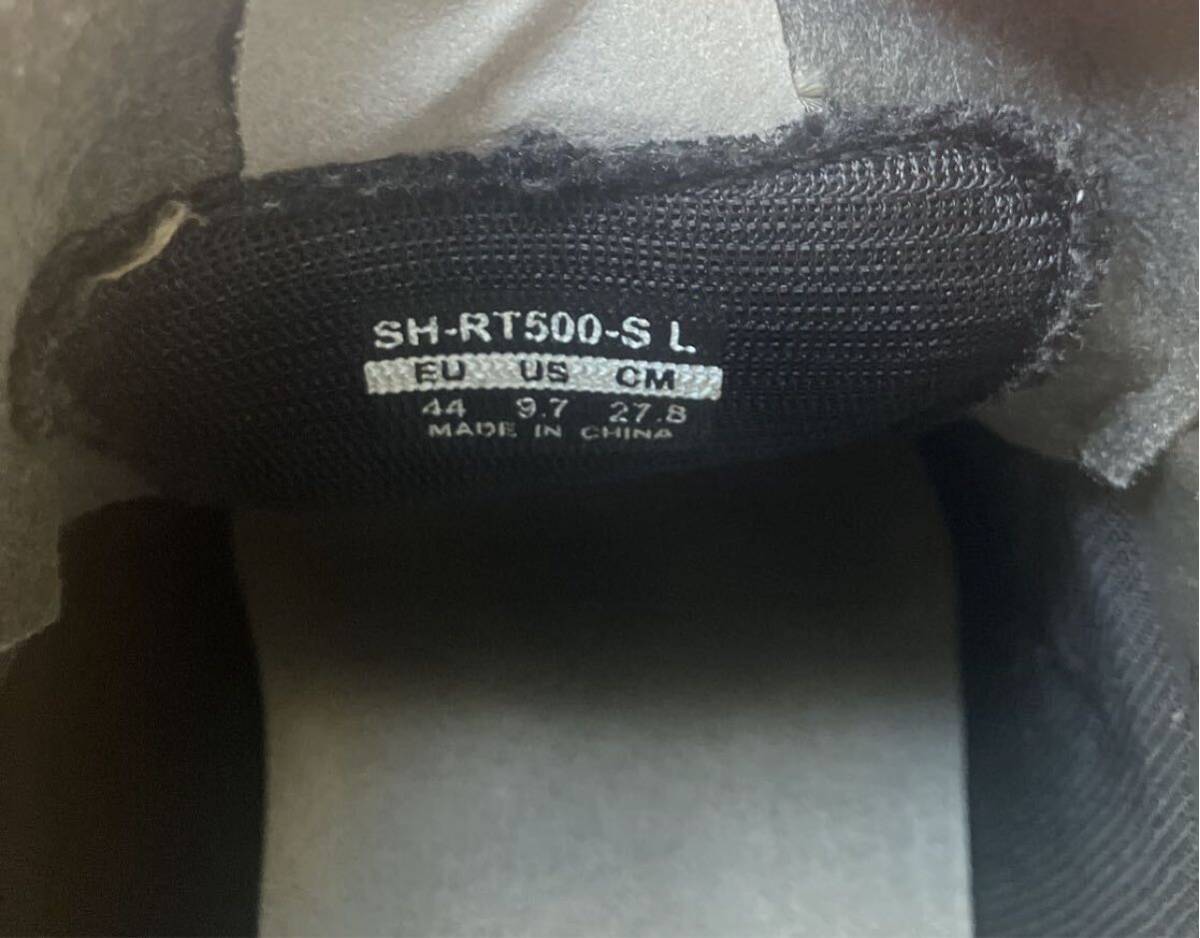 SH-RT500-S L
EU US CM
44 9.7 27.8
MADE IN CHINA